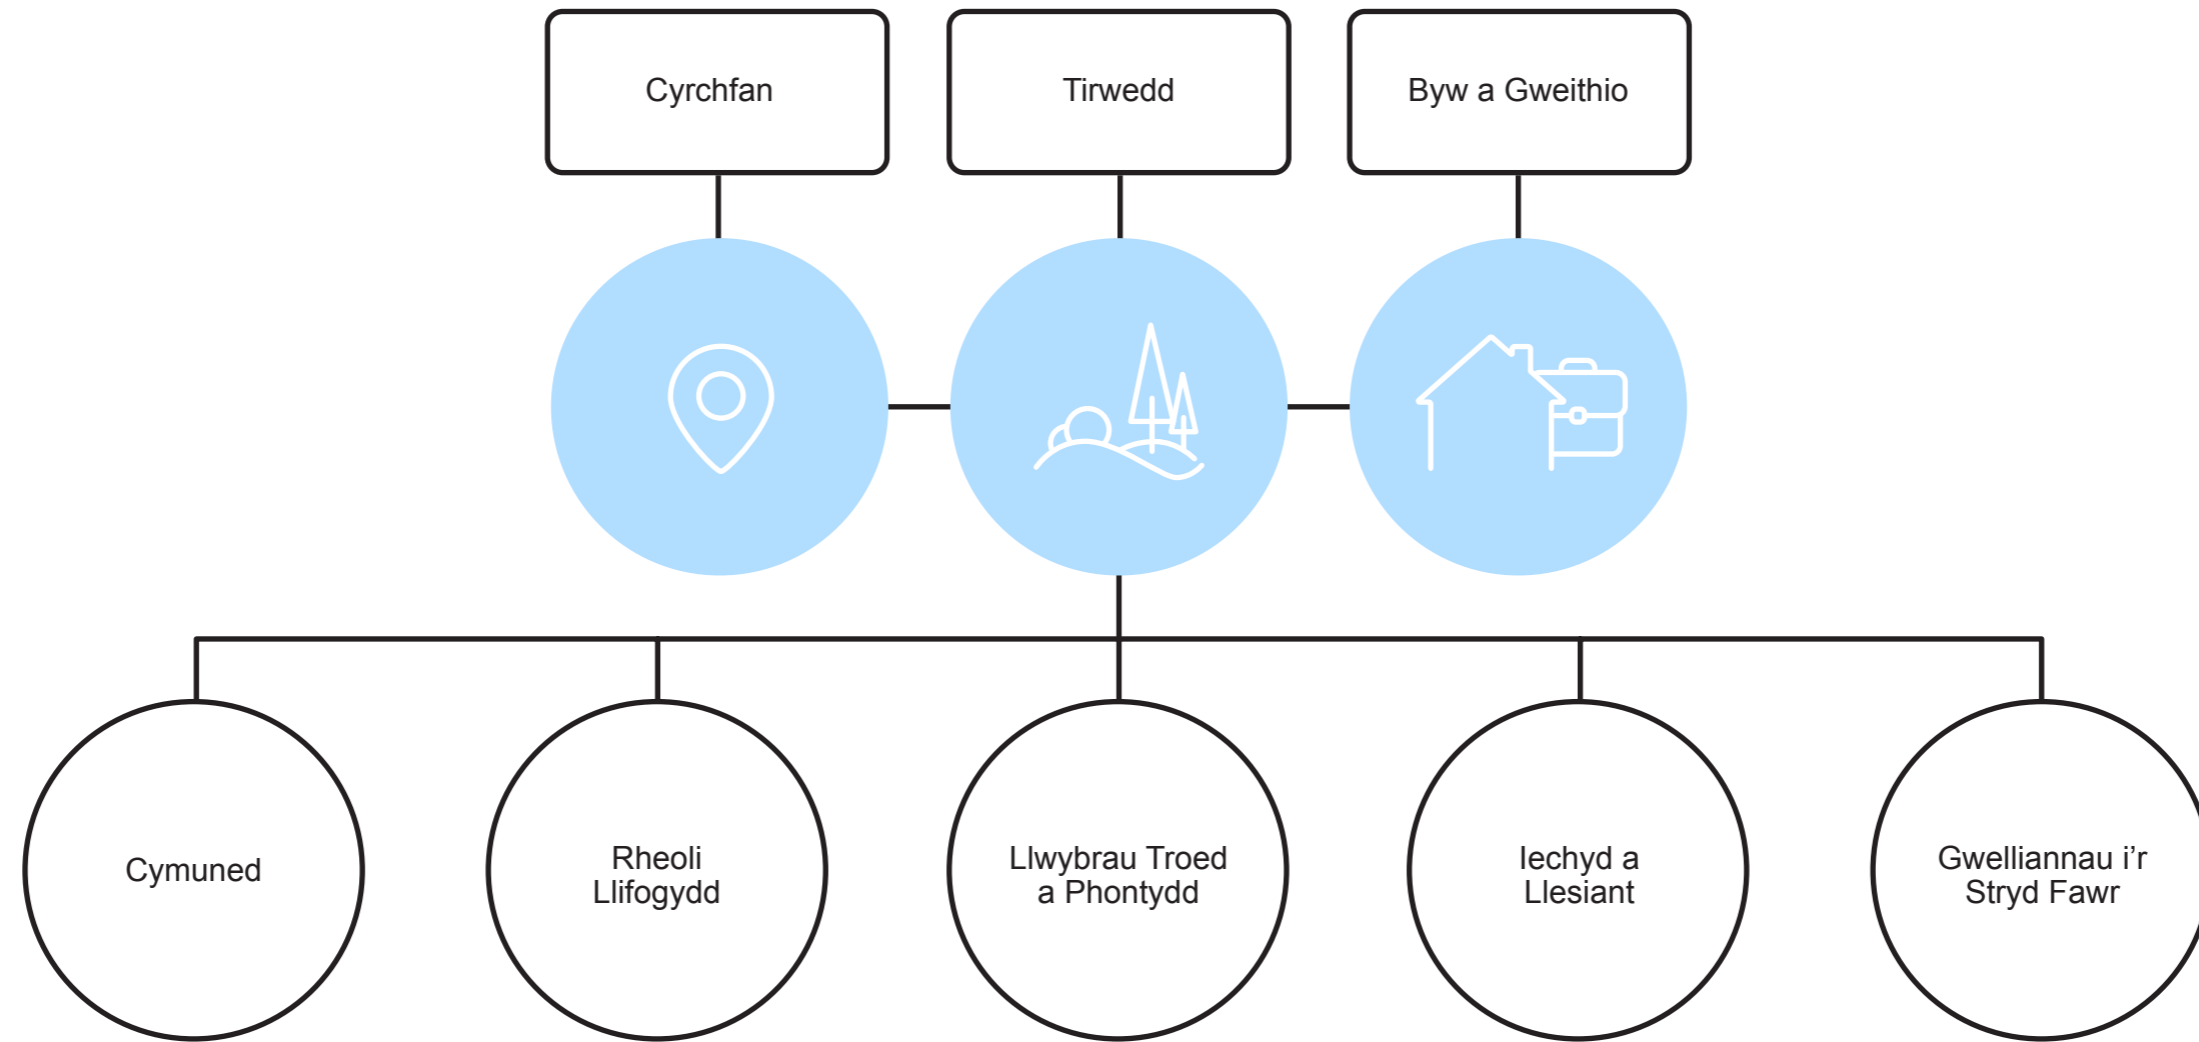 Cyrchfan
Tirwedd
Byw a Gweithio
Cymuned
Rheoli
Llifogydd
Llwybrau Troed
a Phontydd
Iechyd a
Llesiant
Gwelliannau i’r
Stryd Fawr